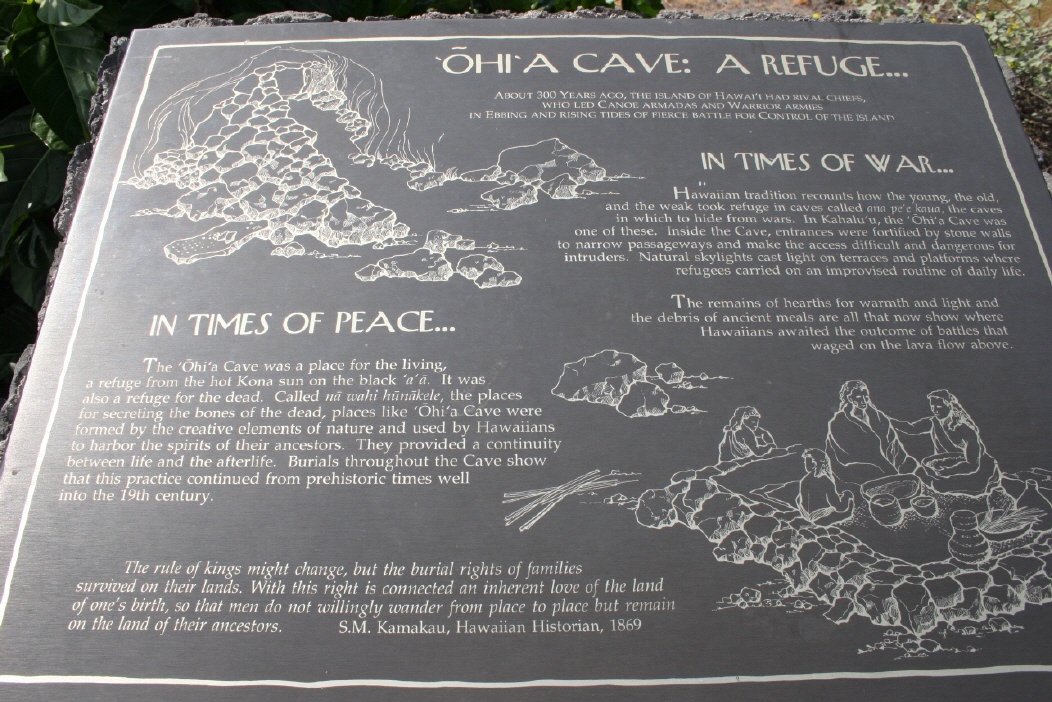 ʻŌHIʻA CAVE: A REFUGE...
ABOUT 300 YEARS AGO, THE ISLAND OF HAWAIʻI HAD RIVAL CHIEFS,
WHO LED CANOE ARMADAS AND WARRIOR ARMIES
IN EBBING AND RISING TIDES OF FIERCE BATTLE FOR CONTROL OF THE ISLAND
IN TIMES OF WAR...
Hawaiian tradition recounts how the young, the old,
and the weak took refuge in caves called ana peʻe kaua, the caves
in which to hide from wars. In Kahaluʻu, the ʻŌhiʻa Cave was
one of these. Inside the Cave, entrances were fortified by stone walls
to narrow passageways and make the access difficult and dangerous for
intruders. Natural skylights cast light on terraces and platforms where
refugees carried on an improvised routine of daily life.
The remains of hearths for warmth and light and
the debris of ancient meals are all that now show where
Hawaiians awaited the outcome of battles that
waged on the lava flow above.
IN TIMES OF PEACE...
The ʻŌhiʻa Cave was a place for the living,
a refuge from the hot Kona sun on the black ʻaʻā. It was
also a refuge for the dead. Called nā wahi hūnākele, the places
for secreting the bones of the dead, places like ʻŌhiʻa Cave were
formed by the creative elements of nature and used by Hawaiians
to harbor the spirits of their ancestors. They provided a continuity
between life and the afterlife. Burials throughout the Cave show
that this practice continued from prehistoric times well
into the 19th century.
The rule of kings might change, but the burial rights of families
survived on their lands. With this right is connected an inherent love of the land
of one's birth, so that men do not willingly wander from place to place but remain
on the land of their ancestors. S.M. Kamakau, Hawaiian Historian, 1869